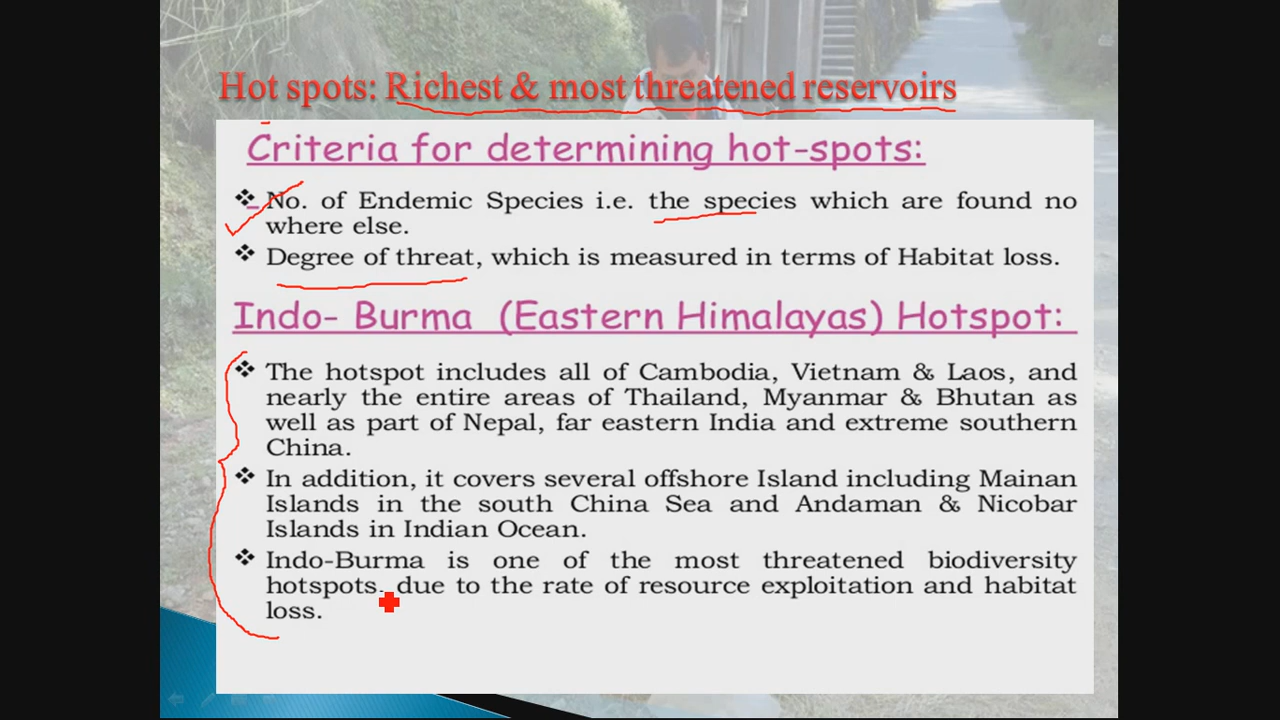 Hot spots: Richest & most threatened reservoirs
Criteria for determining hot-spots:
❖ No. of Endemic Species i.e. the species which are found no
where else.
❖ Degree of threat, which is measured in terms of Habitat loss.
Indo- Burma (Eastern Himalayas) Hotspot:
❖ The hotspot includes all of Cambodia, Vietnam & Laos, and
nearly the entire areas of Thailand, Myanmar & Bhutan as
well as part of Nepal, far eastern India and extreme southern
China.
❖ In addition, it covers several offshore Island including Mainan
Islands in the south China Sea and Andaman & Nicobar
Islands in Indian Ocean.
❖ Indo-Burma is one of the most threatened biodiversity
hotspots, due to the rate of resource exploitation and habitat
loss.